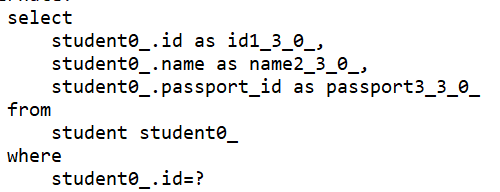 select
student0_.id as id1_3_0_,
student0_.name as name2_3_0_,
student0_.passport_id as passport3_3_0_
from
student student0_
where
student0_.id=?